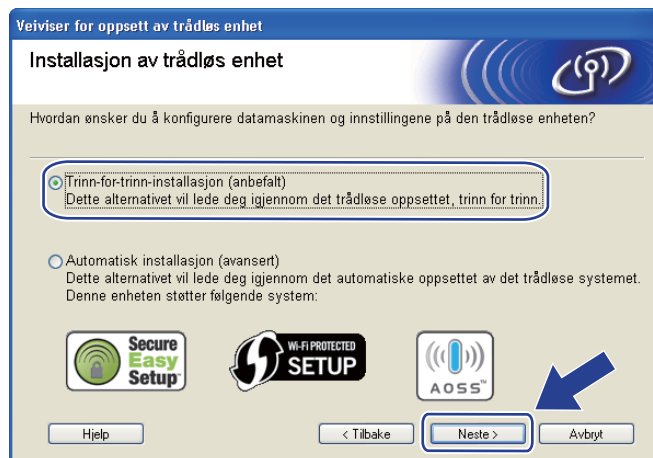 Veiviser for oppsett av trådløs enhet
Installasjon av trådløs enhet
Hvordan ønsker du å konfigurere datamaskinen og innstillingene på den trådløse enheten?
Trinn-for-trinn-installasjon (anbefalt)
Dette alternativet vil lede deg igjennom det trådløse oppsettet, trinn for trinn.
Automatisk installasjon (avansert)
Dette alternativet vil lede deg igjennom det automatiske oppsettet av det trådløse systemet.
Denne enheten støtter følgende system:
Secure
Easy
Setup
Wi-Fi PROTECTED
SETUP
AOSS™
Hjelp
< Tilbake
Neste >
Avbryt